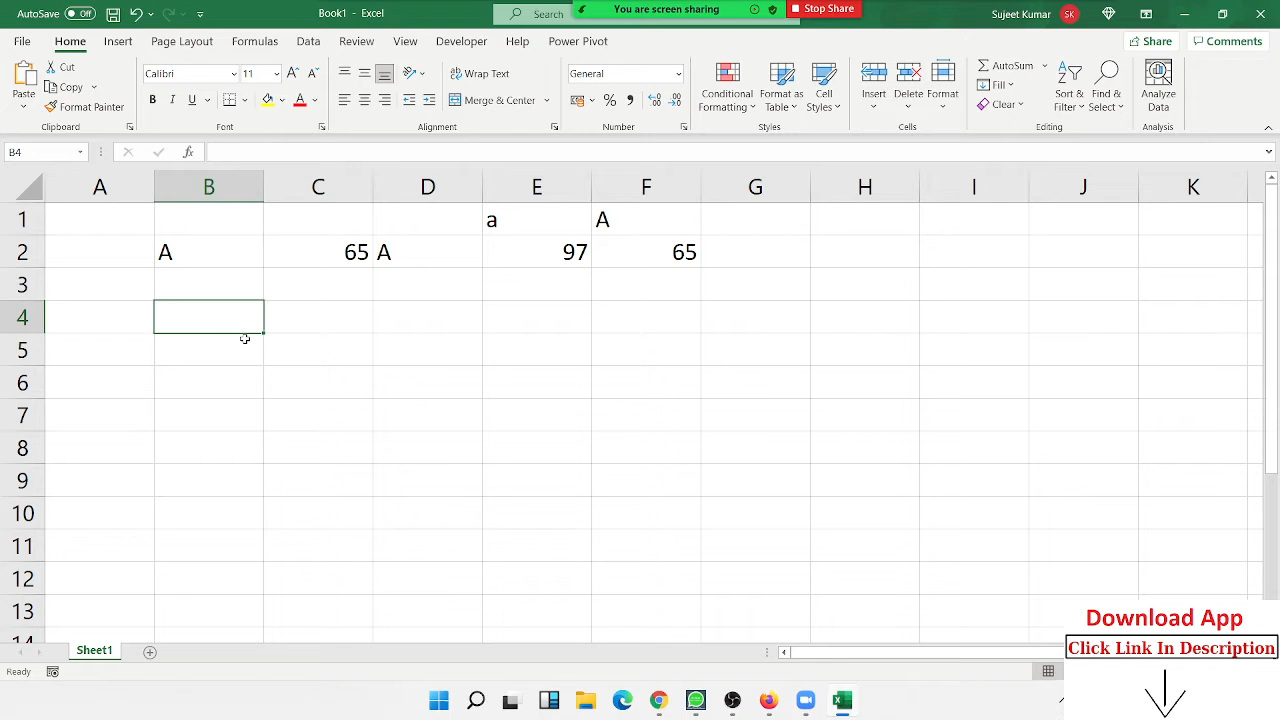 AutoSave Off Book1 - Excel Search You are screen sharing Stop Share Sujeet Kumar SK
File Home Insert Page Layout Formulas Data Review View Developer Help Power Pivot Share Comments
Paste Cut Copy Format Painter Clipboard
Calibri 11 B I U A Font
Wrap Text Merge & Center Alignment
General % Number
Conditional Formatting Format as Table Cell Styles Styles
Insert Delete Format Cells
AutoSum Fill Clear Sort & Filter Find & Select Editing
Analyze Data Analysis
B4 fx
A B C D E F G H I J K
1 a A
2 A 65 A 97 65
3
4
5
6
7
8
9
10
11
12
13
14
Sheet1
Ready
Download App
Click Link In Description